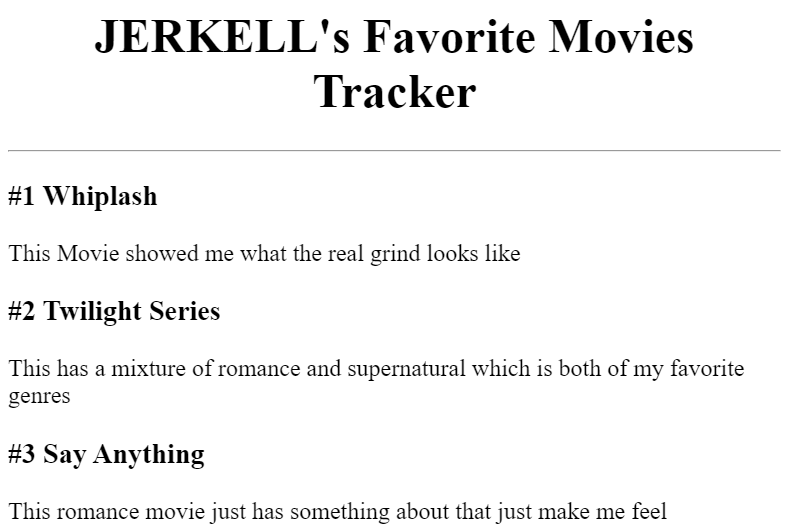 JERKELL's Favorite Movies
Tracker
#1 Whiplash
This Movie showed me what the real grind looks like
#2 Twilight Series
This has a mixture of romance and supernatural which is both of my favorite
genres
#3 Say Anything
This romance movie just has something about that just make me feel